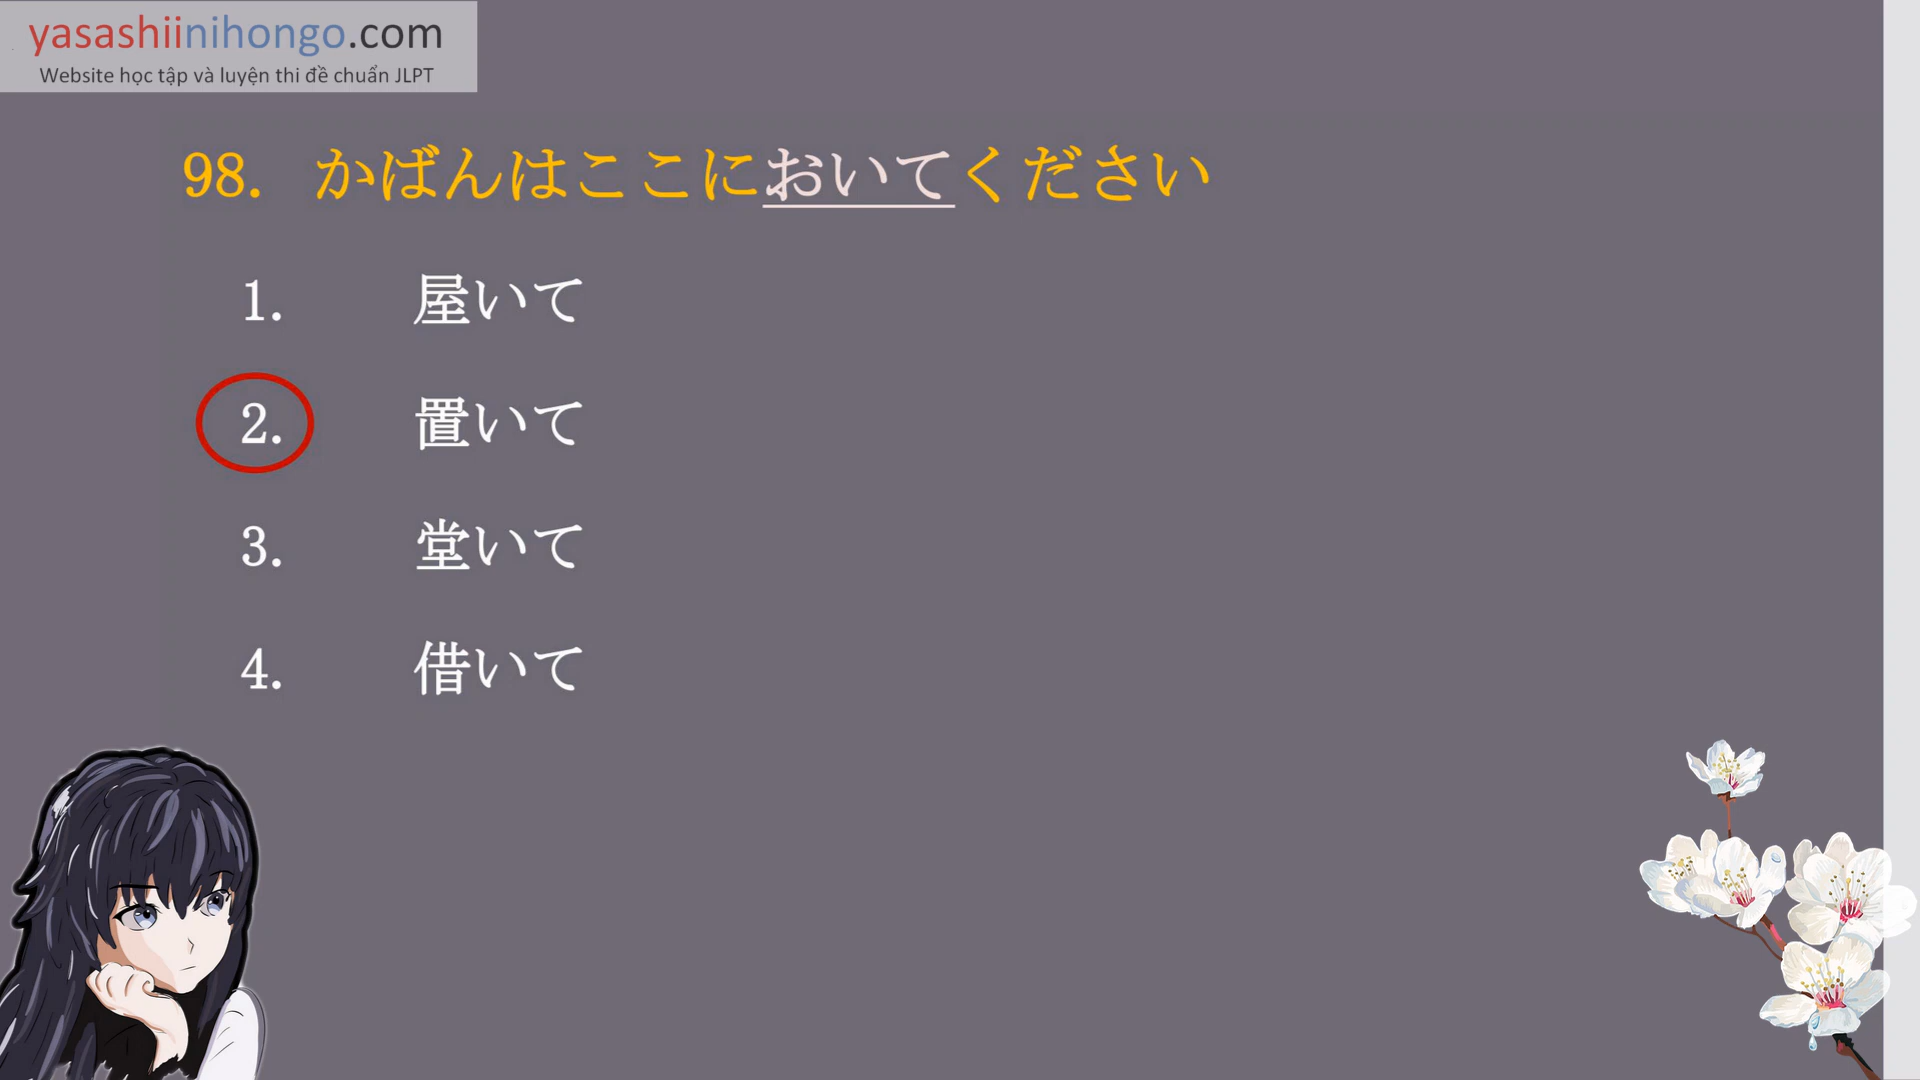 yasashiinihongo.com
Website học tập và luyện thi đề chuẩn JLPT
98. かばんはここにおいてください
1. 屋いて
2. 置いて
3. 堂いて
4. 借いて